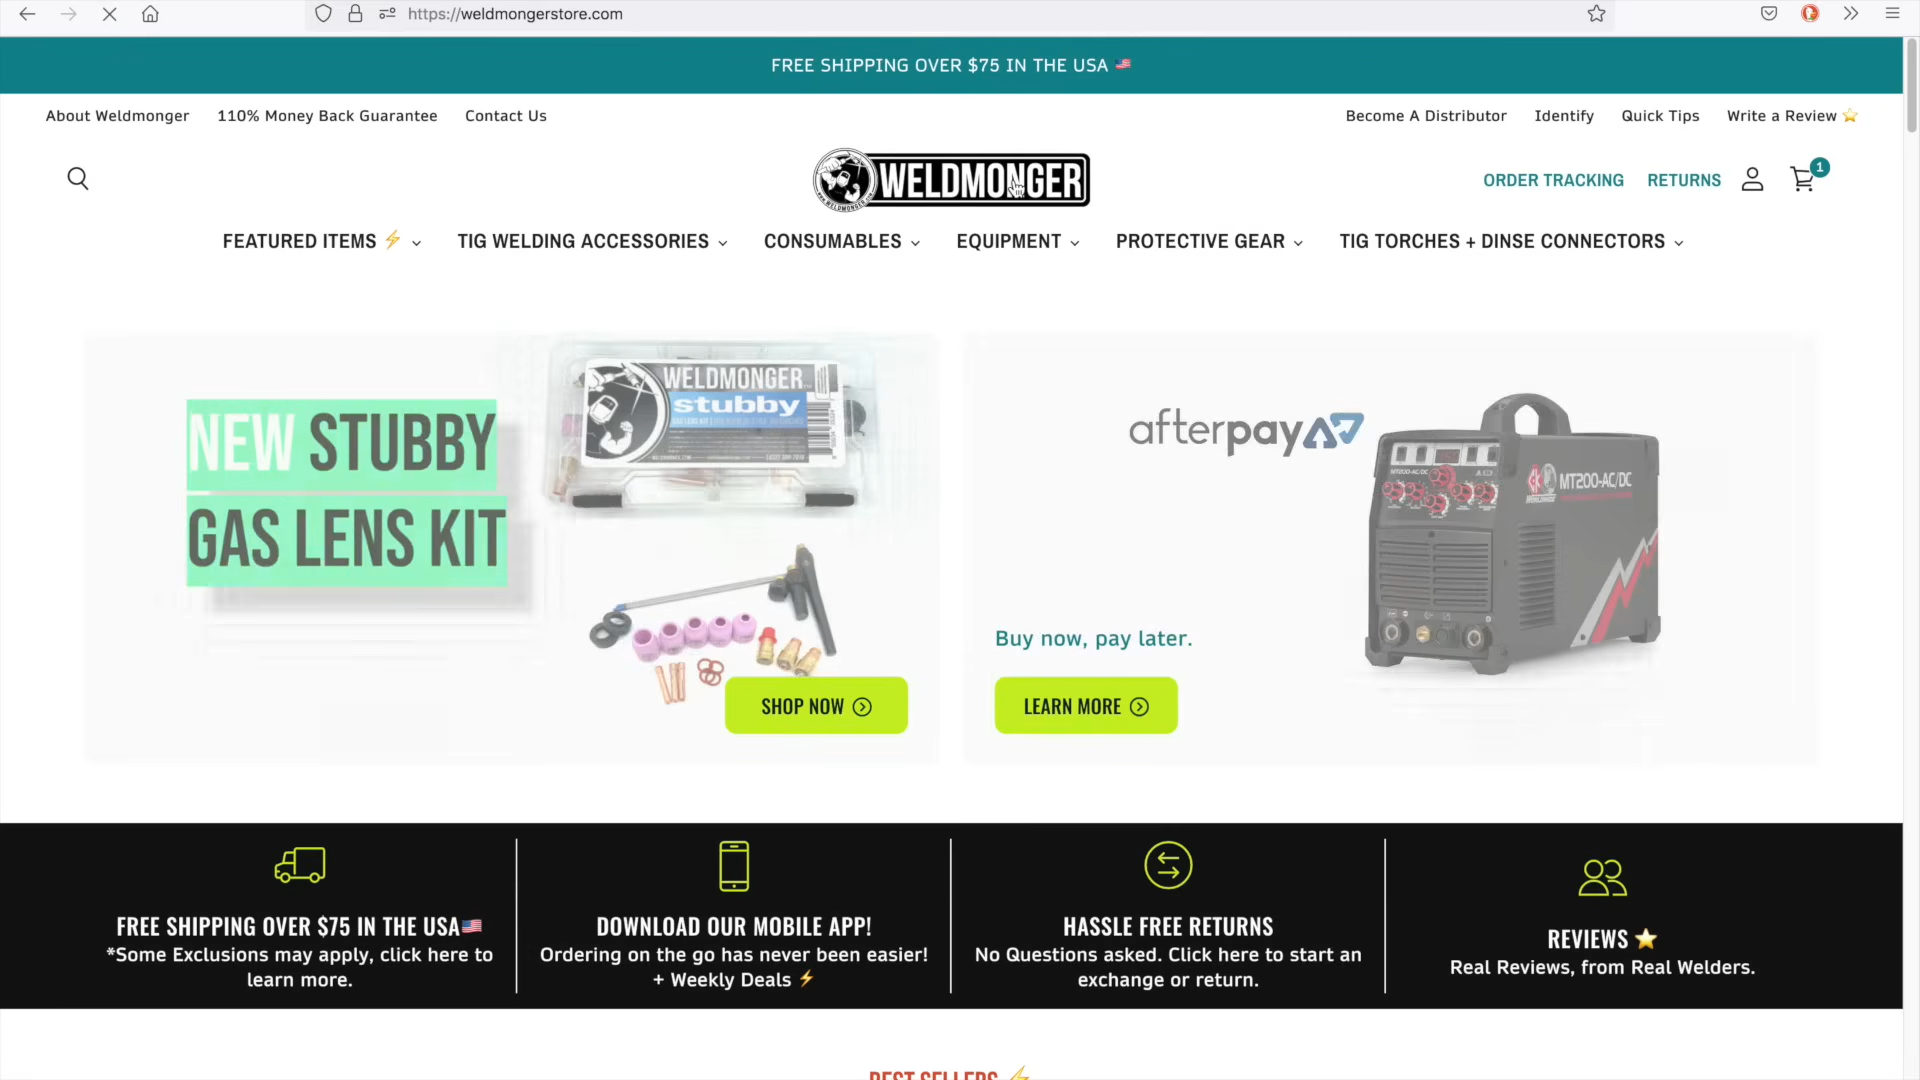 https://weldmongerstore.com
FREE SHIPPING OVER $75 IN THE USA 🇺🇸
About Weldmonger 110% Money Back Guarantee Contact Us
Become A Distributor Identify Quick Tips Write a Review ⭐
WELDMONGER
ORDER TRACKING RETURNS 1
FEATURED ITEMS ⚡ TIG WELDING ACCESSORIES CONSUMABLES EQUIPMENT PROTECTIVE GEAR TIG TORCHES + DINSE CONNECTORS
NEW STUBBY
GAS LENS KIT
WELDMONGER
stubby
SHOP NOW
afterpay
MT200-AC/DC
MT200-AC/DC
Buy now, pay later.
LEARN MORE
FREE SHIPPING OVER $75 IN THE USA🇺🇸
*Some Exclusions may apply, click here to
learn more.
DOWNLOAD OUR MOBILE APP!
Ordering on the go has never been easier!
+ Weekly Deals ⚡
HASSLE FREE RETURNS
No Questions asked. Click here to start an
exchange or return.
REVIEWS ⭐
Real Reviews, from Real Welders.
BEST SELLERS ⚡